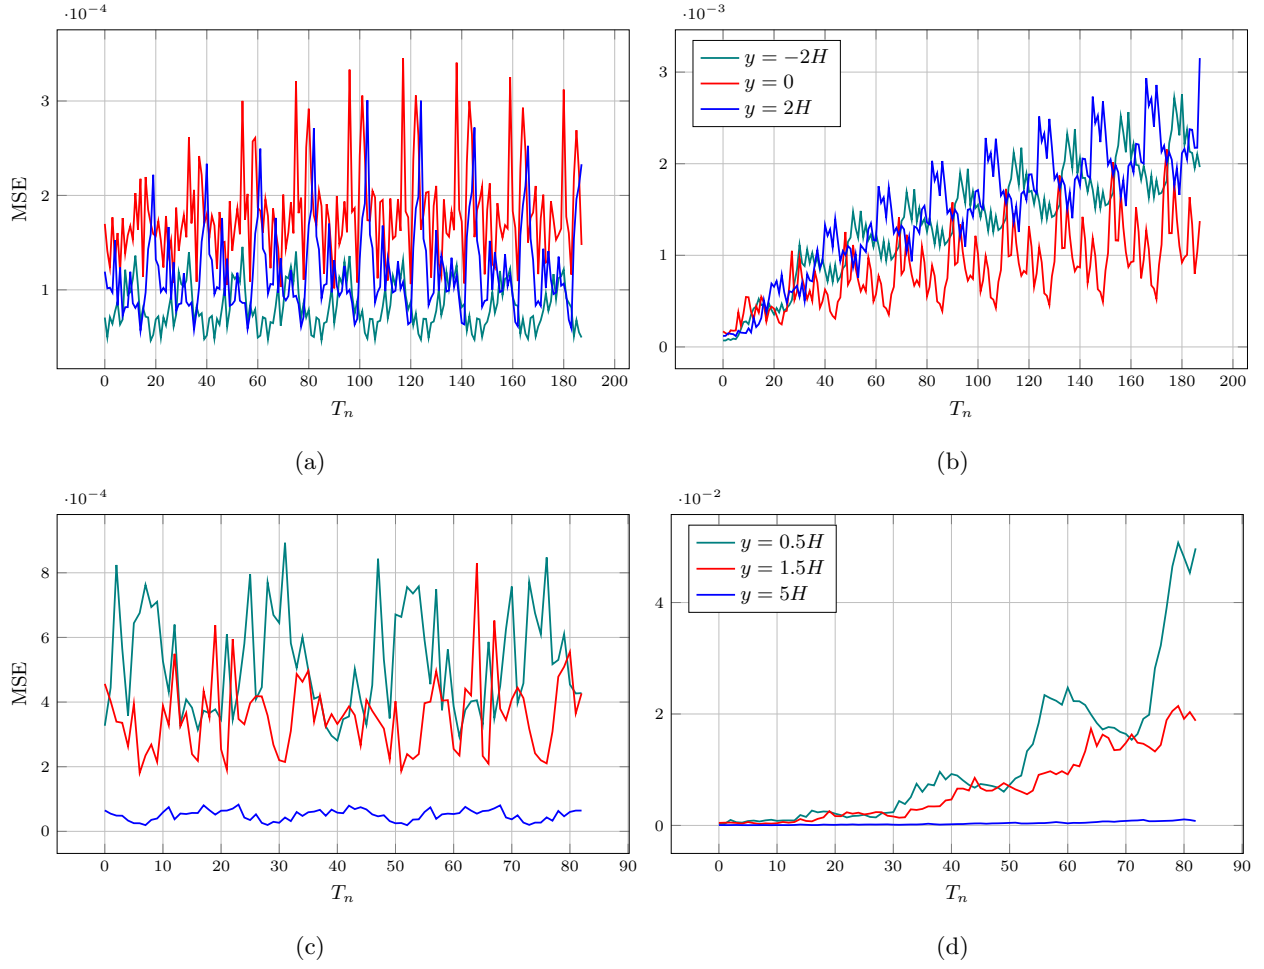 ·10⁻⁴
MSE
3
2
1
0 20 40 60 80 100 120 140 160 180 200
Tₙ
(a)
·10⁻³
y = −2H
y = 0
y = 2H
3
2
1
0
0 20 40 60 80 100 120 140 160 180 200
Tₙ
(b)
·10⁻⁴
MSE
8
6
4
2
0
0 10 20 30 40 50 60 70 80 90
Tₙ
(c)
·10⁻²
y = 0.5H
y = 1.5H
y = 5H
4
2
0
0 10 20 30 40 50 60 70 80 90
Tₙ
(d)